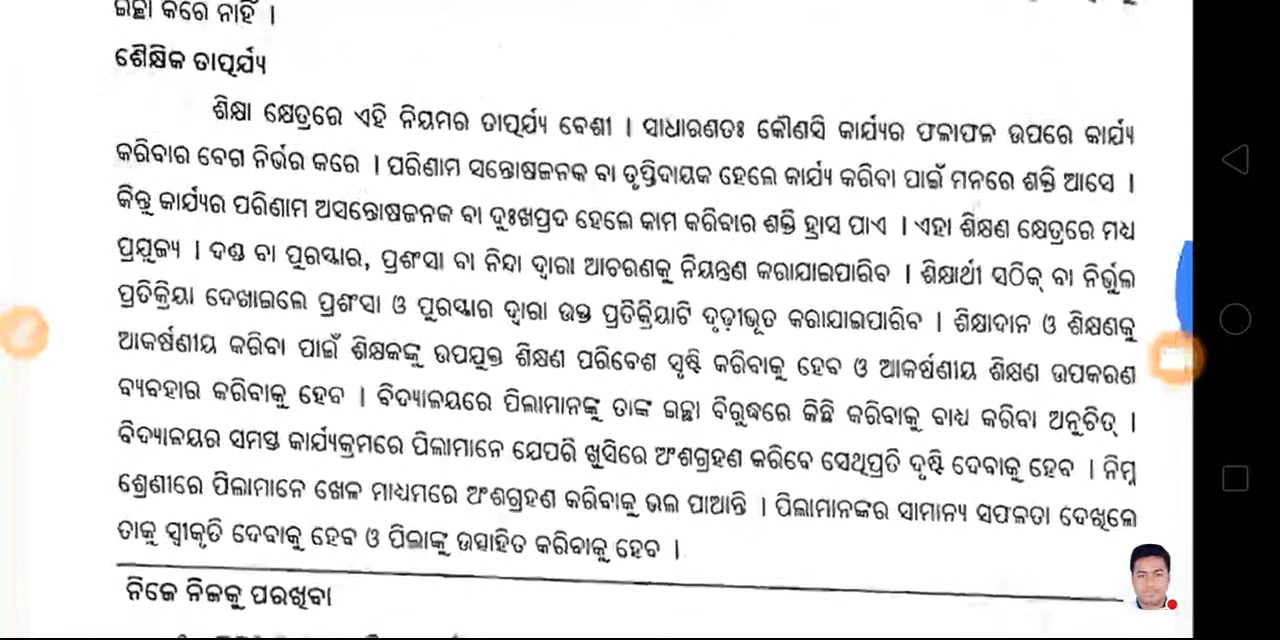 ଇଚ୍ଛା କରେ ନାହିଁ ।
ଶୈକ୍ଷିକ ତାତ୍ପର୍ଯ୍ୟ
ଶିକ୍ଷା କ୍ଷେତ୍ରରେ ଏହି ନିୟମର ତାତ୍ପର୍ଯ୍ୟ ବେଶୀ । ସାଧାରଣତଃ କୌଣସି କାର୍ଯ୍ୟର ଫଳାଫଳ ଉପରେ କାର୍ଯ୍ୟ
କରିବାର ବେଗ ନିର୍ଭର କରେ । ପରିଣାମ ସନ୍ତୋଷଜନକ ବା ତୃପ୍ତିଦାୟକ ହେଲେ କାର୍ଯ୍ୟ କରିବା ପାଇଁ ମନରେ ଶକ୍ତି ଆସେ ।
କିନ୍ତୁ କାର୍ଯ୍ୟର ପରିଣାମ ଅସନ୍ତୋଷଜନକ ବା ଦୁଃଖପ୍ରଦ ହେଲେ କାମ କରିବାର ଶକ୍ତି ହ୍ରାସ ପାଏ । ଏହା ଶିକ୍ଷଣ କ୍ଷେତ୍ରରେ ମଧ୍ୟ
ପ୍ରଯୁଜ୍ୟ । ଦଣ୍ଡ ବା ପୁରସ୍କାର, ପ୍ରଶଂସା ବା ନିନ୍ଦା ଦ୍ୱାରା ଆଚରଣକୁ ନିୟନ୍ତ୍ରଣ କରାଯାଇପାରିବ । ଶିକ୍ଷାର୍ଥୀ ସଠିକ୍ ବା ନିର୍ଭୁଲ
ପ୍ରତିକ୍ରିୟା ଦେଖାଇଲେ ପ୍ରଶଂସା ଓ ପୁରସ୍କାର ଦ୍ୱାରା ଉକ୍ତ ପ୍ରତିକ୍ରିୟାଟି ଦୃଢ଼ୀଭୂତ କରାଯାଇପାରିବ । ଶିକ୍ଷାଦାନ ଓ ଶିକ୍ଷଣକୁ
ଆକର୍ଷଣୀୟ କରିବା ପାଇଁ ଶିକ୍ଷକଙ୍କୁ ଉପଯୁକ୍ତ ଶିକ୍ଷଣ ପରିବେଶ ସୃଷ୍ଟି କରିବାକୁ ହେବ ଓ ଆକର୍ଷଣୀୟ ଶିକ୍ଷଣ ଉପକରଣ
ବ୍ୟବହାର କରିବାକୁ ହେବ । ବିଦ୍ୟାଳୟରେ ପିଲାମାନଙ୍କୁ ତାଙ୍କ ଇଚ୍ଛା ବିରୁଦ୍ଧରେ କିଛି କରିବାକୁ ବାଧ୍ୟ କରିବା ଅନୁଚିତ୍ ।
ବିଦ୍ୟାଳୟର ସମସ୍ତ କାର୍ଯ୍ୟକ୍ରମରେ ପିଲାମାନେ ଯେପରି ଖୁସିରେ ଅଂଶଗ୍ରହଣ କରିବେ ସେଥିପ୍ରତି ଦୃଷ୍ଟି ଦେବାକୁ ହେବ । ନିମ୍ନ
ଶ୍ରେଣୀରେ ପିଲାମାନେ ଖେଳ ମାଧ୍ୟମରେ ଅଂଶଗ୍ରହଣ କରିବାକୁ ଭଲ ପାଆନ୍ତି । ପିଲାମାନଙ୍କର ସାମାନ୍ୟ ସଫଳତା ଦେଖିଲେ
ତାକୁ ସ୍ୱୀକୃତି ଦେବାକୁ ହେବ ଓ ପିଲାଙ୍କୁ ଉତ୍ସାହିତ କରିବାକୁ ହେବ ।
ନିଜେ ନିଜକୁ ପରଖିବା